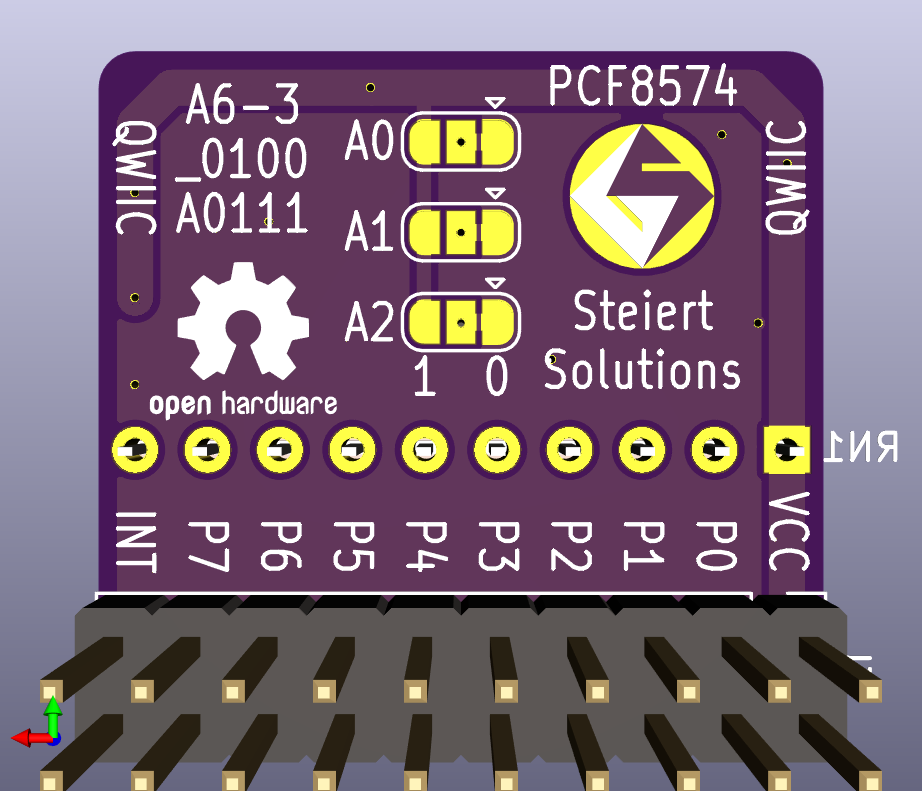 A6-3
_0100
A0111
PCF8574
QWIIC
QWIIC
A0
A1
A2
1 0
Steiert
Solutions
open hardware
RN1
INT
P7
P6
P5
P4
P3
P2
P1
P0
VCC